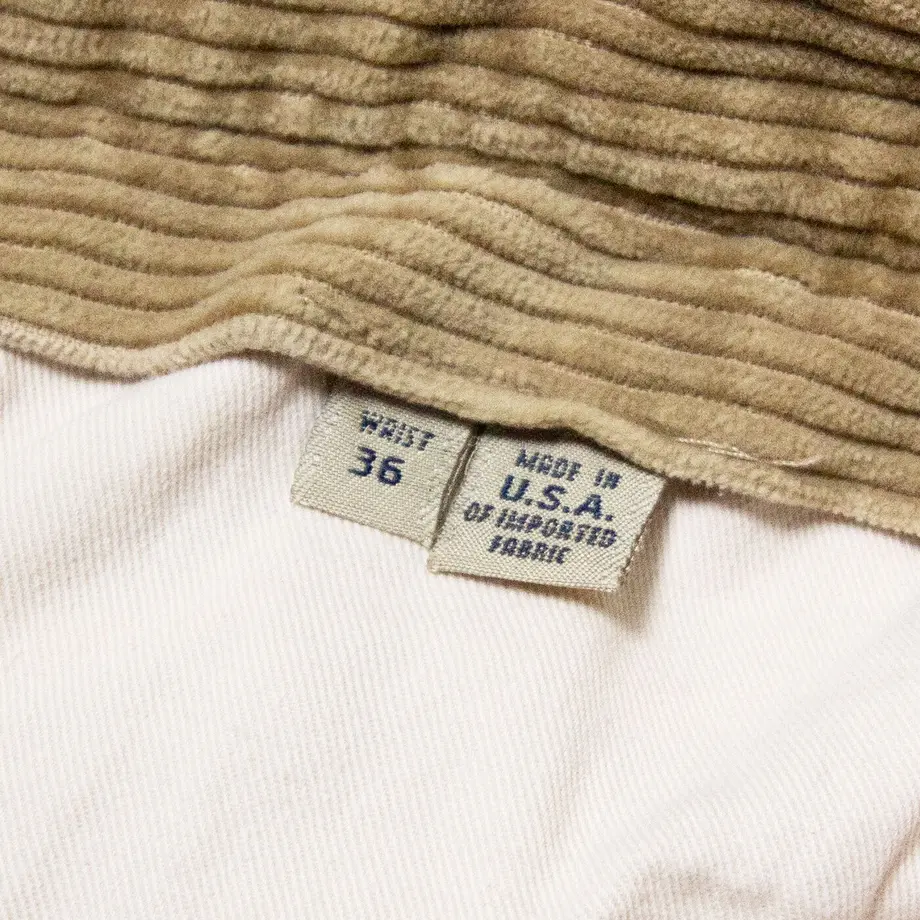 WAIST
36
MADE IN
U.S.A.
OF IMPORTED
FABRIC